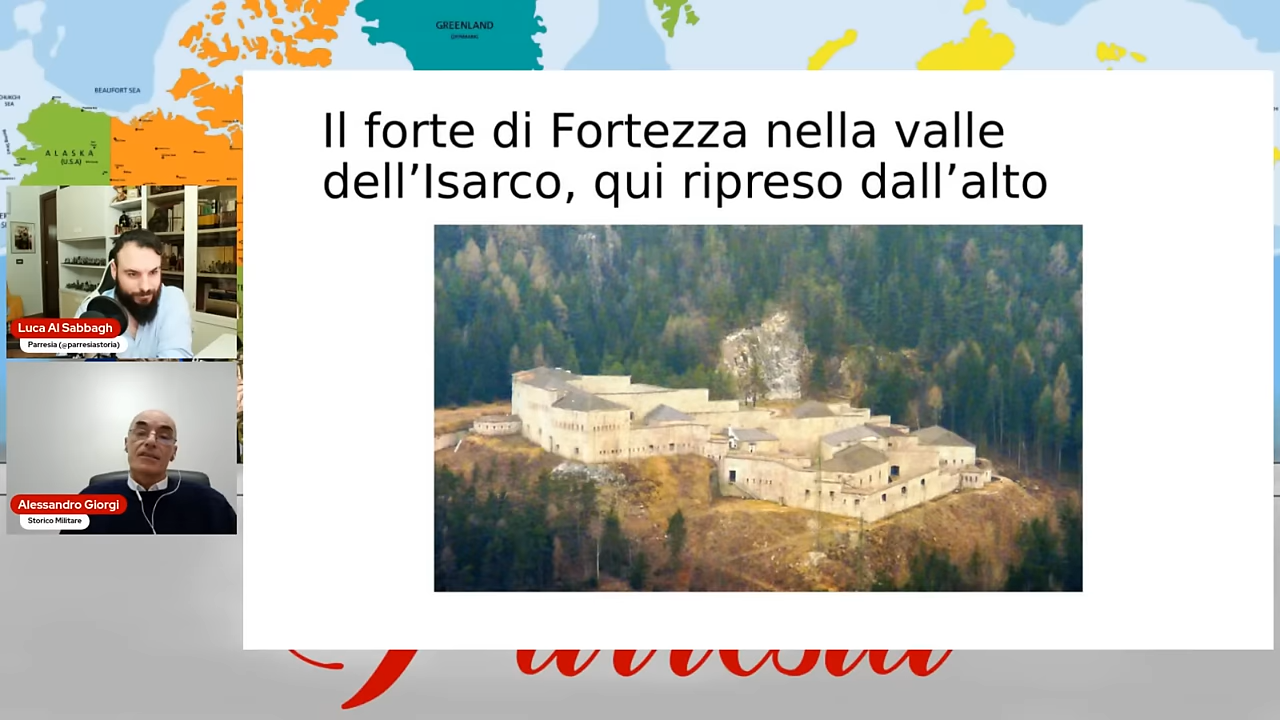 GREENLAND
BEAUFORT SEA
ALASKA
(U.S.A)
Il forte di Fortezza nella valle
dell’Isarco, qui ripreso dall’alto
Luca Al Sabbagh
Parresia (@parresiastoria)
Alessandro Giorgi
Storico Militare